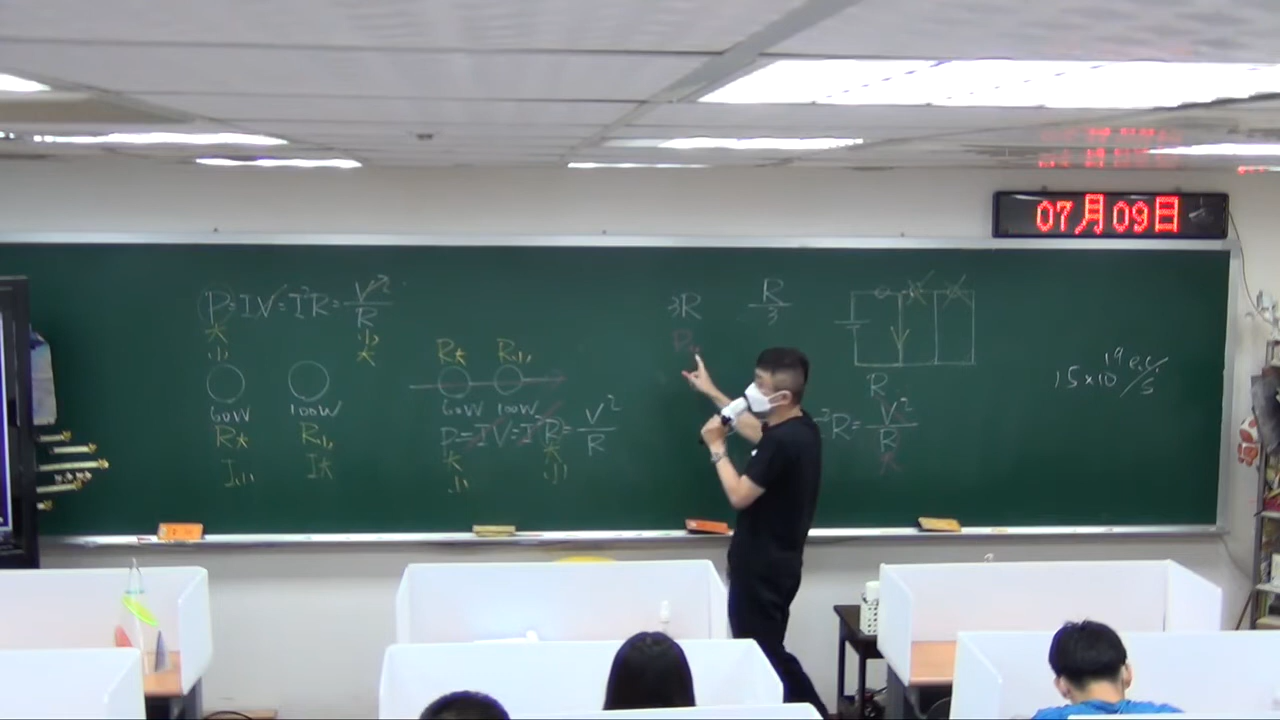 07月09日
P=IV=I²R=V²/R
大 小
小 大
60W 100W
R大 R小
I小 I大
R大 R小
60W 100W
P=IV=I²R=V²/R
大 大
小 小
3R
R/3
R
²R=V²/R
15×10¹⁹